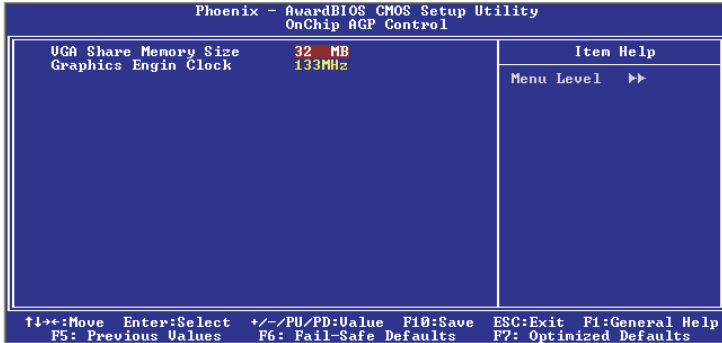 Phoenix - AwardBIOS CMOS Setup Utility
OnChip AGP Control
VGA Share Memory Size 32 MB
Graphics Engin Clock 133MHz
Item Help
Menu Level ▸▸
↑↓→←:Move Enter:Select +/-/PU/PD:Value F10:Save ESC:Exit F1:General Help
F5: Previous Values F6: Fail-Safe Defaults F7: Optimized Defaults